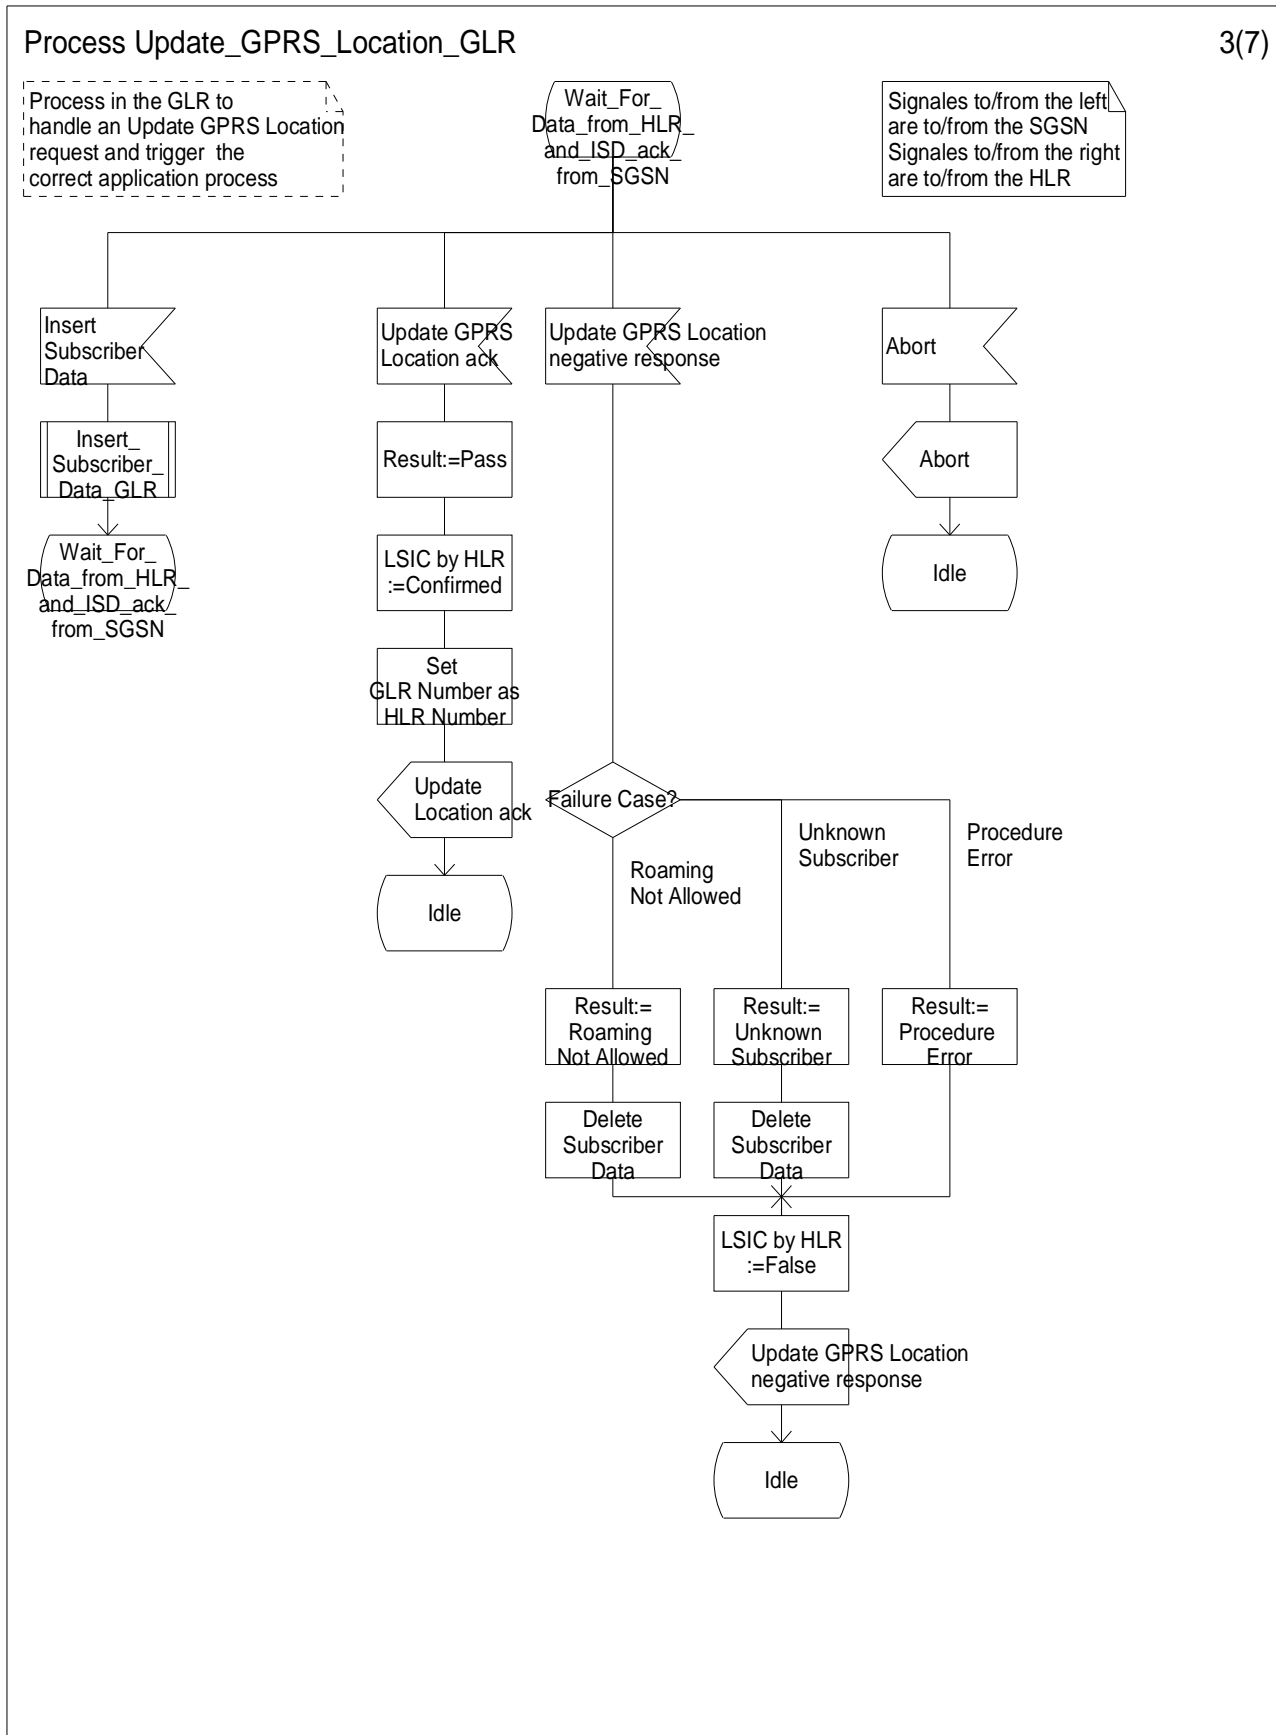 Process Update_GPRS_Location_GLR
3(7)
Process in the GLR to
handle an Update GPRS Location
request and trigger the
correct application process
Wait_For_
Data_from_HLR_
and_ISD_ack_
from_SGSN
Signales to/from the left
are to/from the SGSN
Signales to/from the right
are to/from the HLR
Insert
Subscriber
Data
Update GPRS
Location ack
Update GPRS Location
negative response
Abort
Insert_
Subscriber_
Data_GLR
Result:=Pass
Abort
Wait_For_
Data_from_HLR_
and_ISD_ack_
from_SGSN
LSIC by HLR
:=Confirmed
Idle
Set
GLR Number as
HLR Number
Update
Location ack
Failure Case?
Unknown
Subscriber
Procedure
Error
Roaming
Not Allowed
Idle
Result:=
Roaming
Not Allowed
Result:=
Unknown
Subscriber
Result:=
Procedure
Error
Delete
Subscriber
Data
Delete
Subscriber
Data
LSIC by HLR
:=False
Update GPRS Location
negative response
Idle